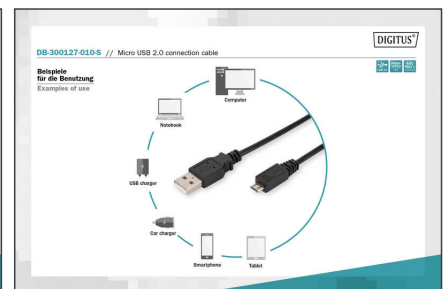 DIGITUS®
DB-300127-010-S // Micro USB 2.0 connection cable
Beispiele
für die Benutzung
Examples of use
Computer
Notebook
USB charger
Car charger
Smartphone
Tablet